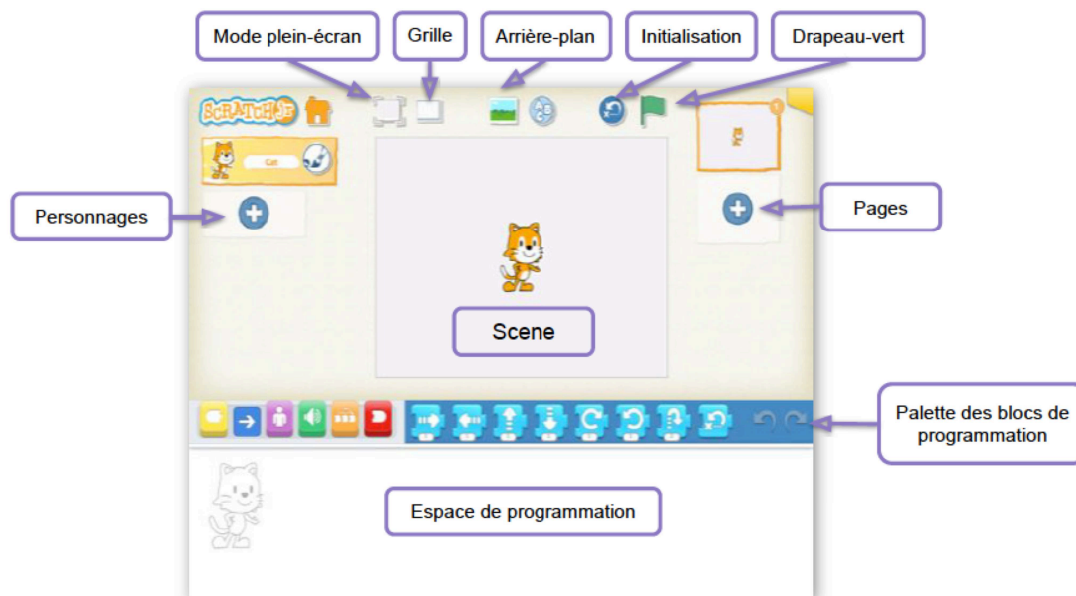 Mode plein-écran
Grille
Arrière-plan
Initialisation
Drapeau-vert
SCRATCHJR
1
Cat
Personnages
Pages
Scene
Palette des blocs de
programmation
Espace de programmation